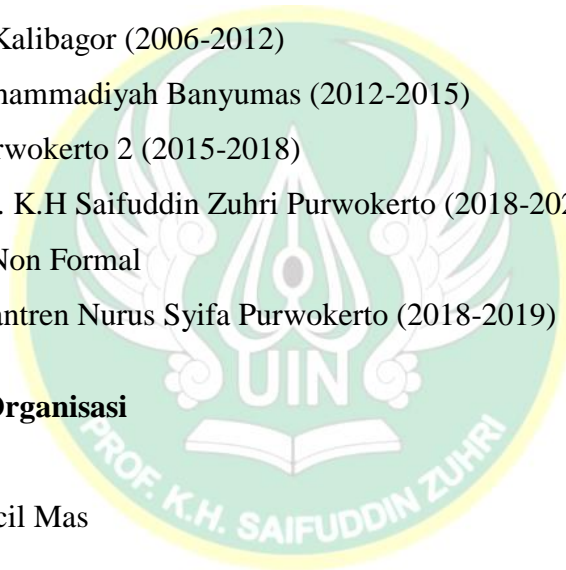 Kalibagor (2006-2012)
hammadiyah Banyumas (2012-2015)
rwokerto 2 (2015-2018)
. K.H Saifuddin Zuhri Purwokerto (2018-202
Non Formal
antren Nurus Syifa Purwokerto (2018-2019)
Organisasi
cil Mas
UIN
PROF. K.H. SAIFUDDIN ZUHRI